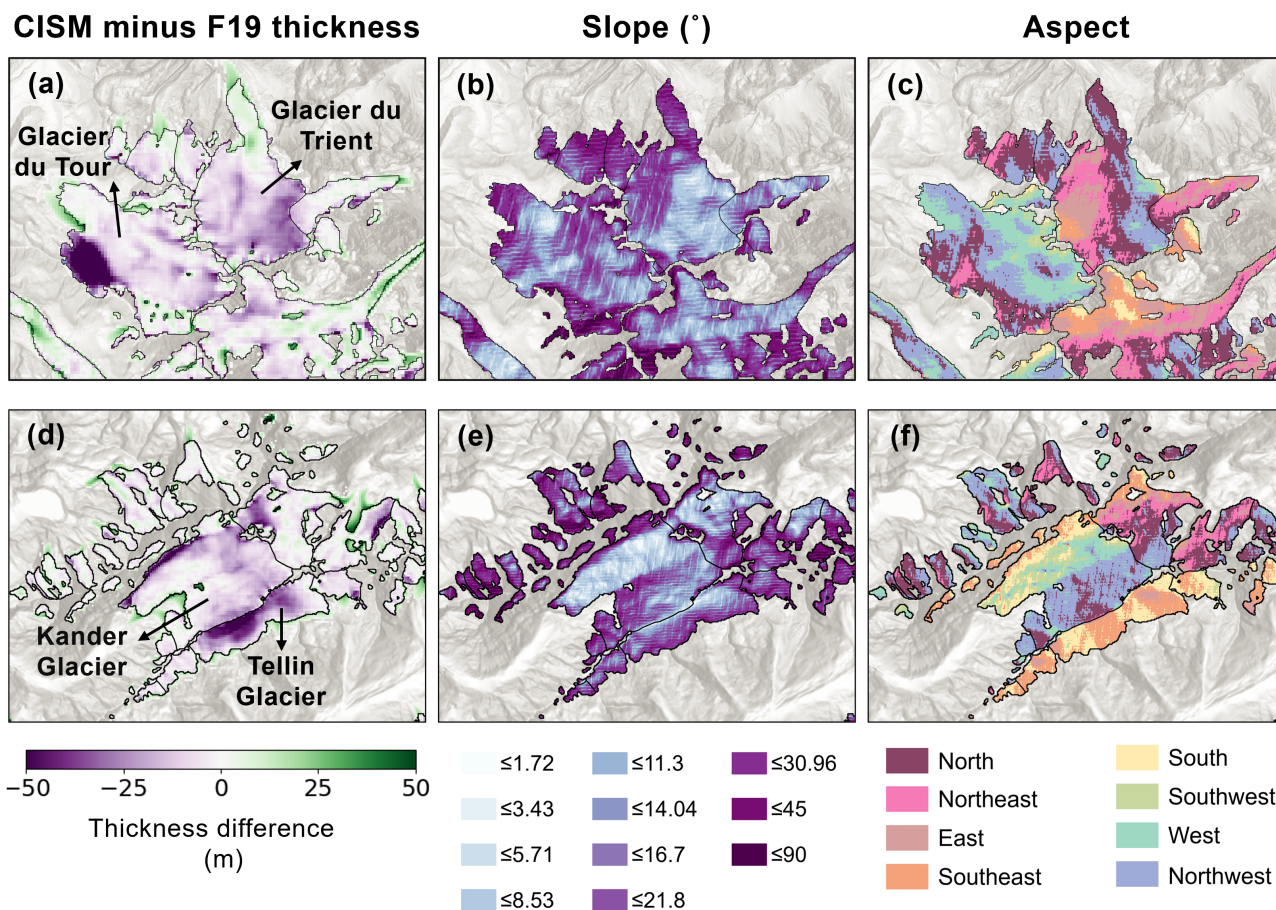 CISM minus F19 thickness
Slope (˚)
Aspect
(a)
Glacier
du Tour
Glacier du
Trient
(b)
(c)
(d)
Kander
Glacier
Tellin
Glacier
(e)
(f)
−50
−25
0
25
50
Thickness difference
(m)
≤1.72
≤3.43
≤5.71
≤8.53
≤11.3
≤14.04
≤16.7
≤21.8
≤30.96
≤45
≤90
North
Northeast
East
Southeast
South
Southwest
West
Northwest